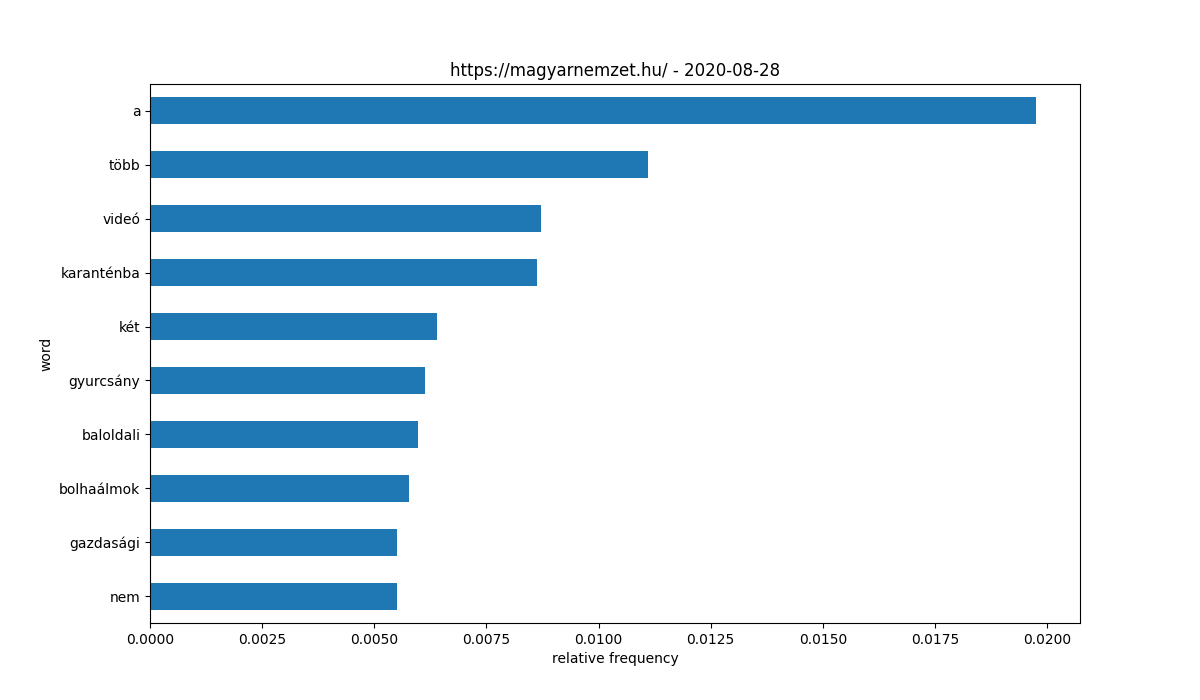 https://magyarnemzet.hu/ - 2020-08-28
a
több
videó
karanténba
két
gyurcsány
baloldali
bolhaálmok
gazdasági
nem
word
0.0000 0.0025 0.0050 0.0075 0.0100 0.0125 0.0150 0.0175 0.0200
relative frequency